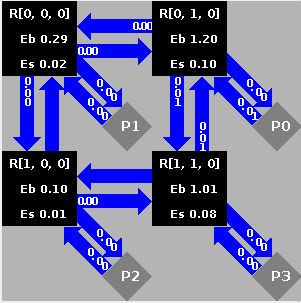 R[0, 0, 0]
Eb 0.29
Es 0.02
0.00
0.00
R[0, 1, 0]
Eb 1.20
Es 0.10
0.00
0.00
P1
0.00
0.01
P0
0.00
0.01
0.01
R[1, 0, 0]
Eb 0.10
Es 0.01
0.00
R[1, 1, 0]
Eb 1.01
Es 0.08
0.00
0.00
P2
0.00
0.00
P3